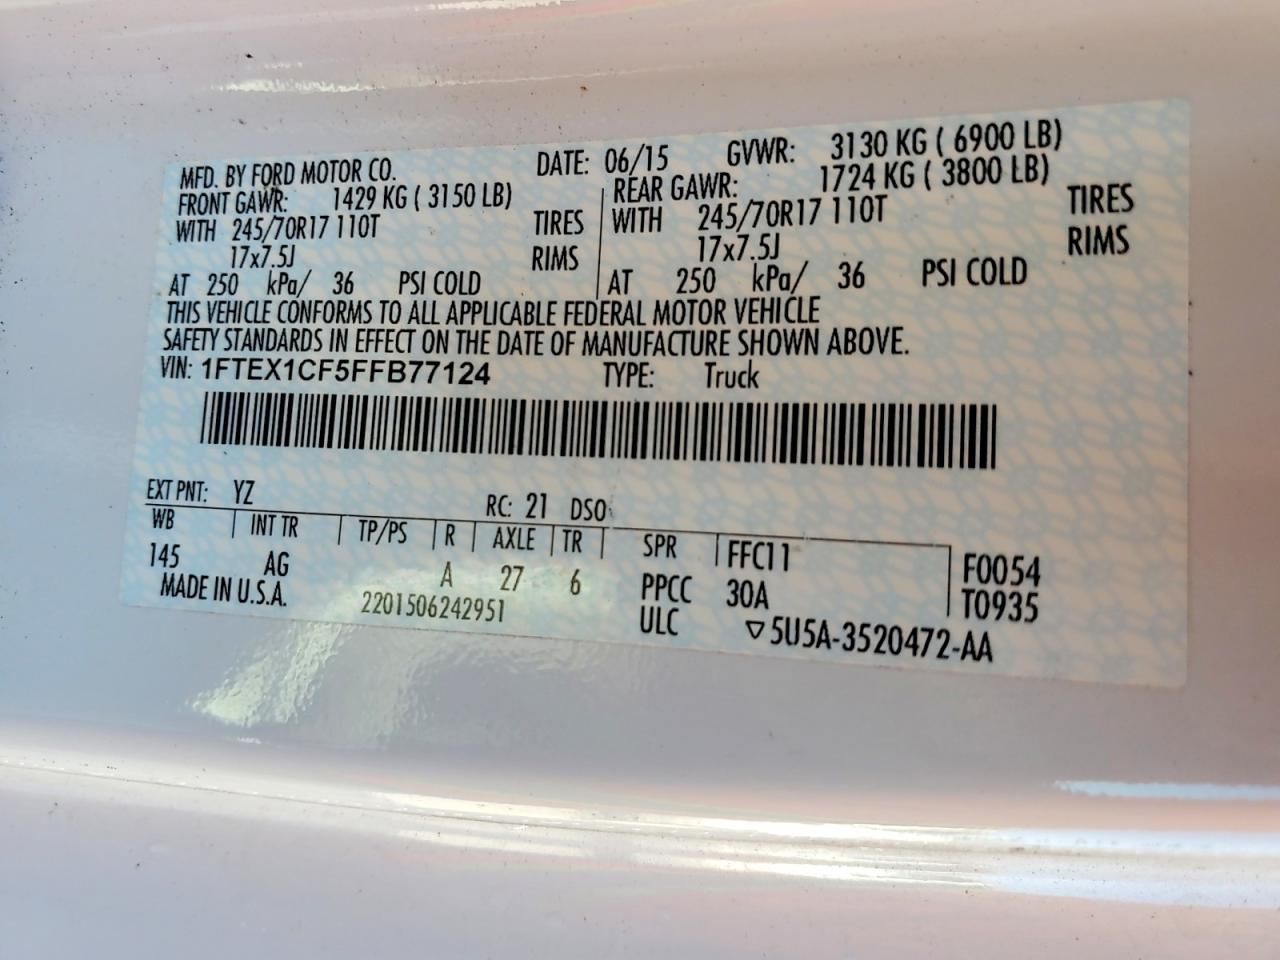 MFD. BY FORD MOTOR CO. DATE: 06/15 GVWR: 3130 KG ( 6900 LB)
FRONT GAWR: 1429 KG ( 3150 LB) REAR GAWR: 1724 KG ( 3800 LB)
WITH 245/70R17 110T TIRES WITH 245/70R17 110T TIRES
17x7.5J RIMS 17x7.5J RIMS
AT 250 kPa/ 36 PSI COLD AT 250 kPa/ 36 PSI COLD
THIS VEHICLE CONFORMS TO ALL APPLICABLE FEDERAL MOTOR VEHICLE
SAFETY STANDARDS IN EFFECT ON THE DATE OF MANUFACTURE SHOWN ABOVE.
VIN: 1FTEX1CF5FFB77124 TYPE: Truck
EXT PNT: YZ RC: 21 DSO:
WB INT TR TP/PS R AXLE TR SPR FFC11 F0054
145 AG A 27 6 PPCC 30A T0935
MADE IN U.S.A. 2201506242951 ULC ▽5U5A-3520472-AA